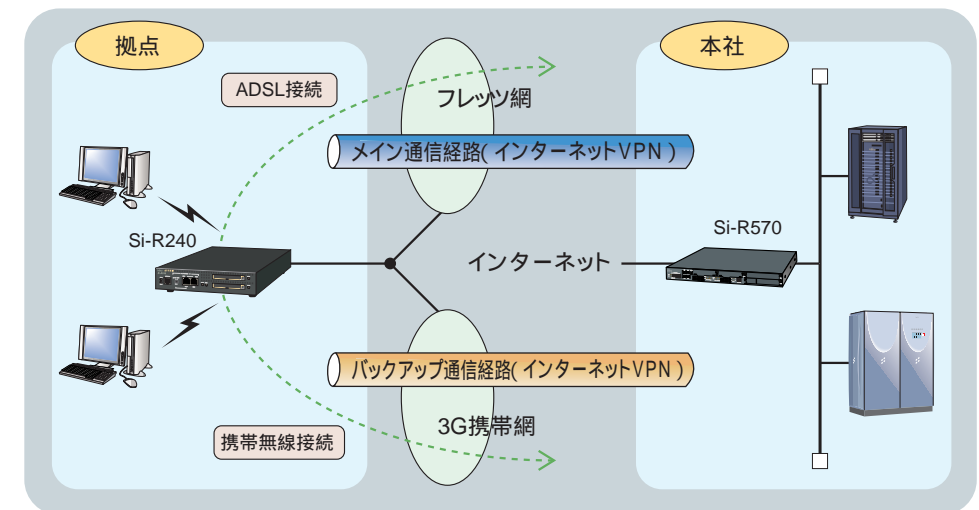 拠点
本社
ADSL接続
フレッツ網
メイン通信経路(インターネットVPN)
Si-R240
Si-R570
インターネット
バックアップ通信経路(インターネットVPN)
3G携帯網
携帯無線接続